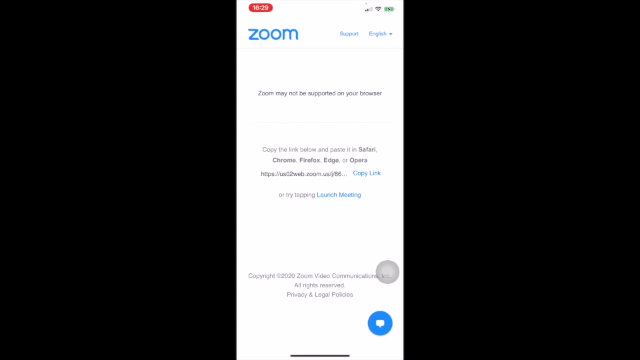 16:29
zoom
Support English
Zoom may not be supported on your browser
Copy the link below and paste it in Safari,
Chrome, Firefox, Edge, or Opera
https://us02web.zoom.us/j/86... Copy Link
or try tapping Launch Meeting
Copyright ©2020 Zoom Video Communications, Inc.
All rights reserved.
Privacy & Legal Policies